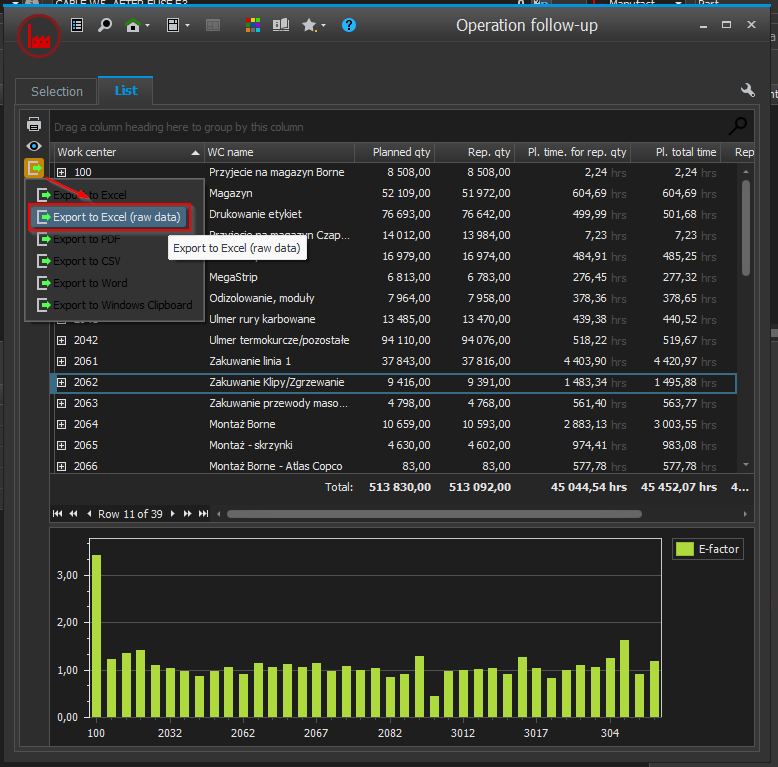 Operation follow-up
Selection
List
Drag a column heading here to group by this column
Work center WC name Planned qty Rep. qty Pl. time. for rep. qty Pl. total time Rep
100 Przyjecie na magazyn Borne 8 508,00 8 508,00 2,24 hrs 2,24 hrs
Export to Excel Magazyn 52 109,00 51 972,00 604,69 hrs 604,69 hrs
Export to Excel (raw data) Drukowanie etykiet 76 693,00 76 642,00 499,99 hrs 501,68 hrs
Export to PDF Przyjecie na magazyn Czap... 12 013,00 13 984,00 7,23 hrs 7,23 hrs
Export to Excel (raw data)
Export to CSV 16 979,00 16 974,00 484,91 hrs 485,25 hrs
Export to Word MegaStrip 6 813,00 6 783,00 276,45 hrs 277,32 hrs
Export to Windows Clipboard Odizolowanie, moduły 7 964,00 7 958,00 378,36 hrs 378,65 hrs
Ulmer rury karbowane 13 485,00 13 470,00 439,38 hrs 440,52 hrs
2042 Ulmer termokurcze/pozostałe 94 110,00 94 076,00 518,22 hrs 519,67 hrs
2061 Zakuwanie linia 1 37 843,00 37 816,00 4 403,90 hrs 4 420,97 hrs
2062 Zakuwanie Klipy/Zgrzewanie 9 416,00 9 391,00 1 483,34 hrs 1 495,88 hrs
2063 Zakuwanie przewody maso... 4 798,00 4 768,00 561,40 hrs 563,77 hrs
2064 Montaż Borne 10 659,00 10 593,00 2 883,13 hrs 3 003,55 hrs
2065 Montaż - skrzynki 4 630,00 4 602,00 974,41 hrs 983,08 hrs
2066 Montaż Borne - Atlas Copco 83,00 83,00 577,78 hrs 577,78 hrs
Total: 513 830,00 513 092,00 45 044,54 hrs 45 452,07 hrs 4...
Row 11 of 39
E-factor
3,00
2,00
1,00
0,00
100 2032 2062 2067 2082 3012 3017 304